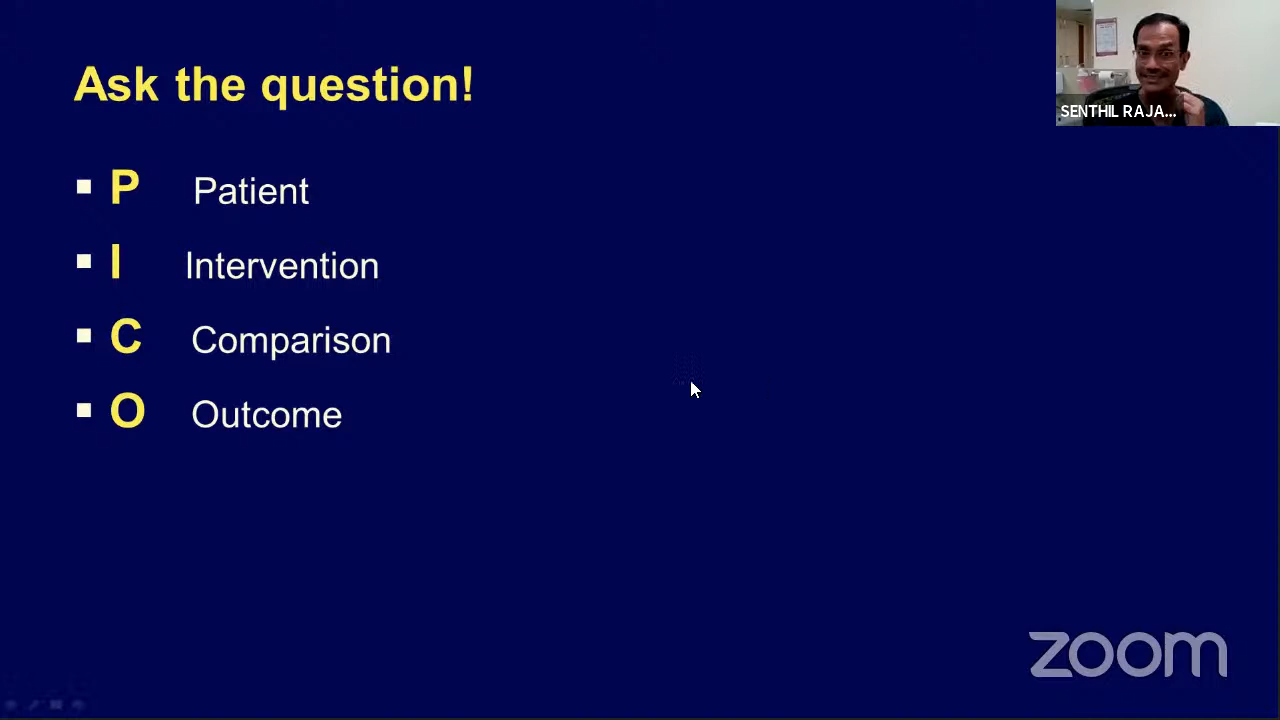 Ask the question!
SENTHIL RAJA...
P Patient
I Intervention
C Comparison
O Outcome
zoom